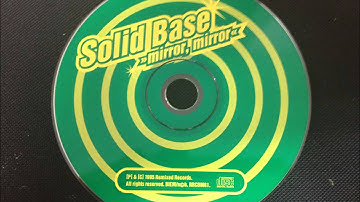 Solid Base
»mirror, mirror«
(P) & (C) 1995 Remixed Records.
All rights reserved.